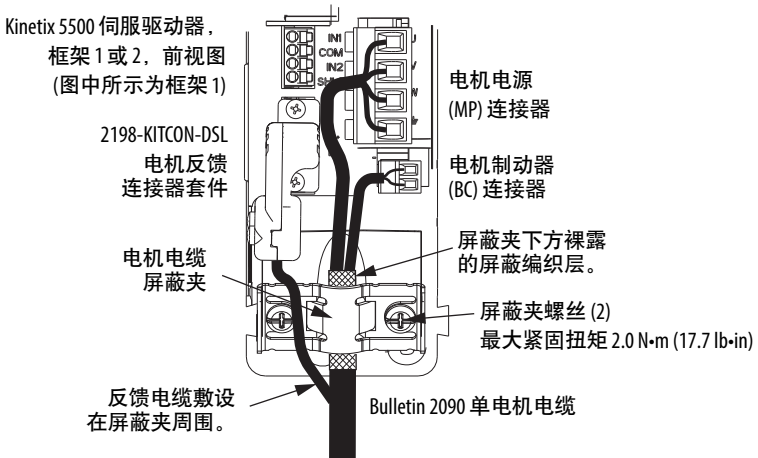 Kinetix 5500 伺服驱动器，
框架 1 或 2，前视图
(图中所示为框架 1)
2198-KITCON-DSL
电机反馈
连接器套件
电机电缆
屏蔽夹
反馈电缆敷设
在屏蔽夹周围。
IN1
COM
IN2
U
V
电机电源
(MP) 连接器
电机制动器
(BC) 连接器
屏蔽夹下方裸露
的屏蔽编织层。
屏蔽夹螺丝 (2)
最大紧固扭矩 2.0 N•m (17.7 lb•in)
Bulletin 2090 单电机电缆